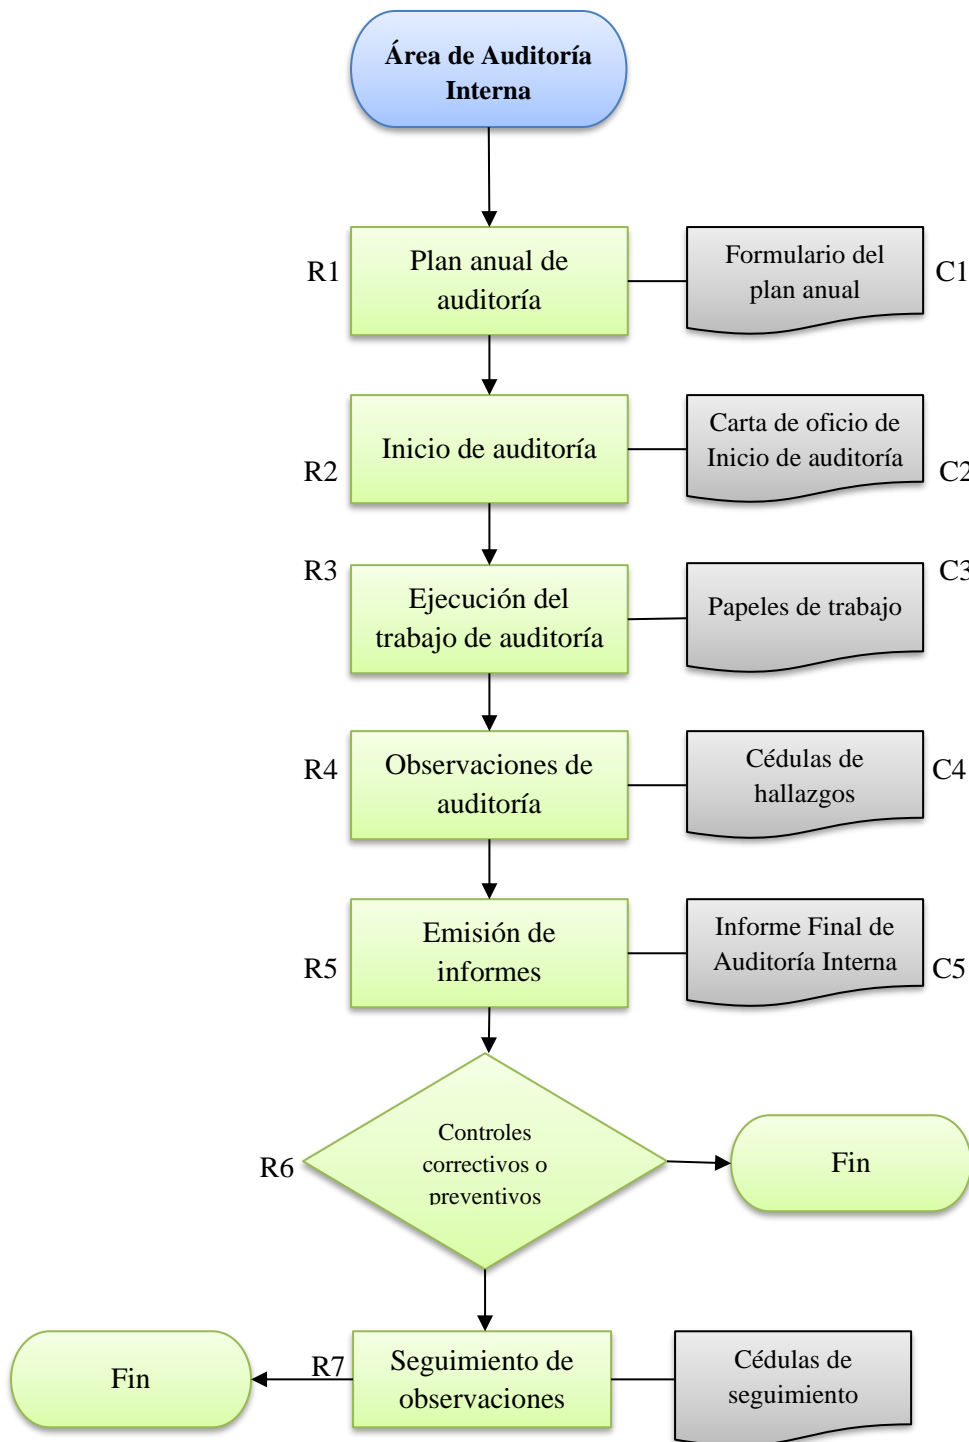 Área de Auditoría
Interna
R1
Plan anual de
auditoría
Formulario del
plan anual
C1
Inicio de auditoría
R2
Carta de oficio de
Inicio de auditoría
C2
R3
Ejecución del
trabajo de auditoría
Papeles de trabajo
C3
R4
Observaciones de
auditoría
Cédulas de
hallazgos
C4
R5
Emisión de
informes
Informe Final de
Auditoría Interna
C5
R6
Controles
correctivos o
preventivos
Fin
Fin
R7
Seguimiento de
observaciones
Cédulas de
seguimiento